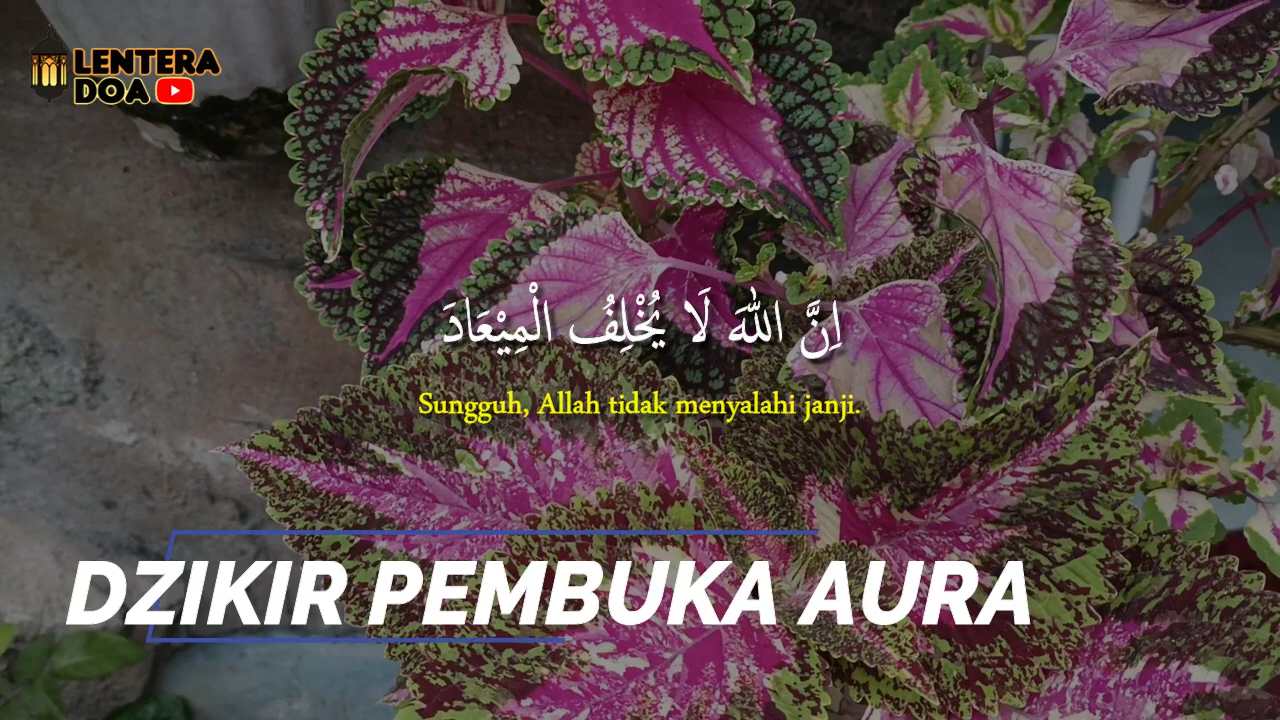 LENTERA
DOA
اِنَّ اللّٰهَ لَا يُخْلِفُ الْمِيْعَادَ
Sungguh, Allah tidak menyalahi janji.
DZIKIR PEMBUKA AURA